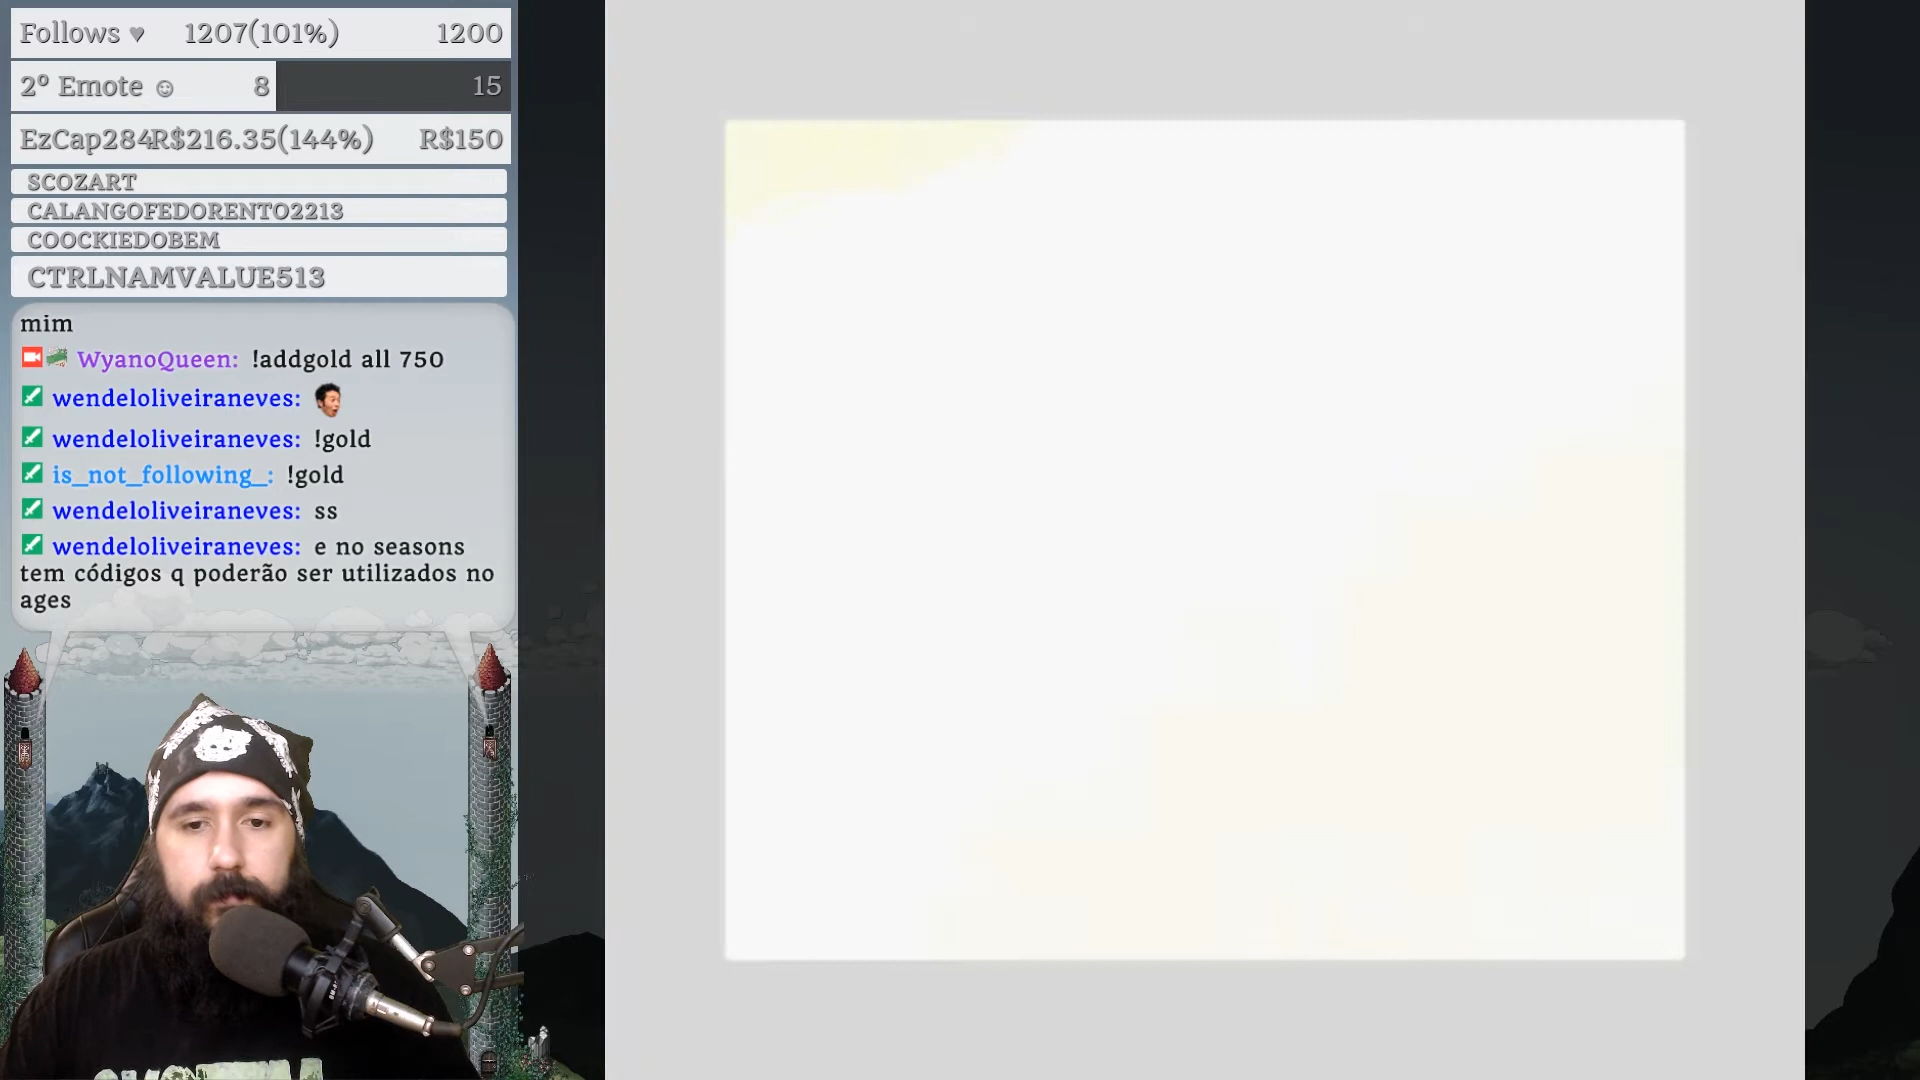 Follows ♥ 1207(101%) 1200
2º Emote ☺ 8 15
EzCap284R$216.35(144%) R$150
SCOZART
CALANGOFEDORENTO2213
COOCKIEDOBEM
CTRLNAMVALUE513
mim
WyanoQueen: !addgold all 750
wendeloliveiraneves:
wendeloliveiraneves: !gold
is_not_following_: !gold
wendeloliveiraneves: ss
wendeloliveiraneves: e no seasons
tem códigos q poderão ser utilizados no
ages